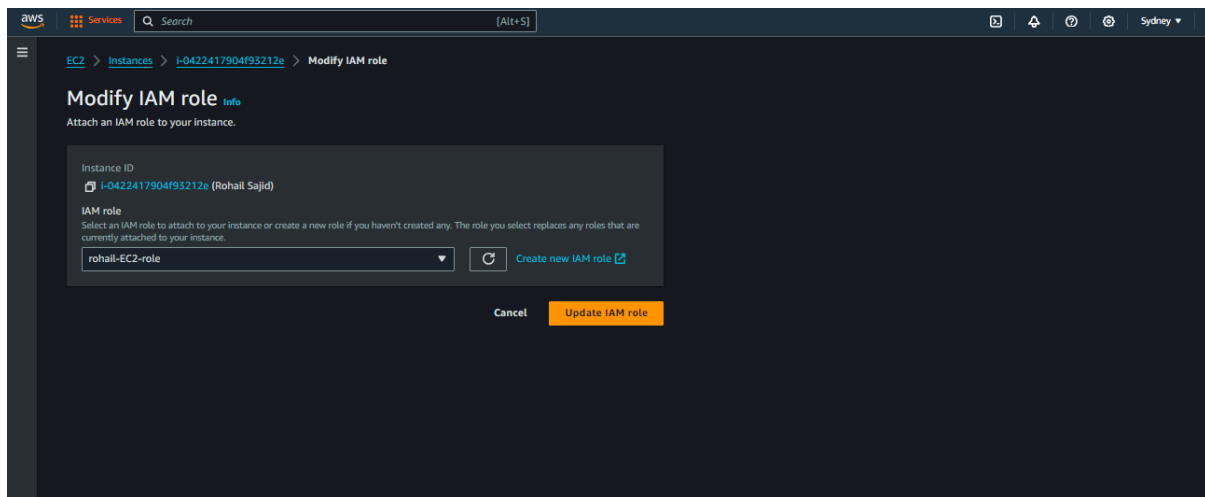 aws
Services
Search
[Alt+S]
Sydney
EC2 > Instances > i-0422417904f93212e > Modify IAM role
Modify IAM role Info
Attach an IAM role to your instance.
Instance ID
i-0422417904f93212e (Rohail Sajid)
IAM role
Select an IAM role to attach to your instance or create a new role if you haven't created any. The role you select replaces any roles that are
currently attached to your instance.
rohail-EC2-role
Create new IAM role
Cancel
Update IAM role